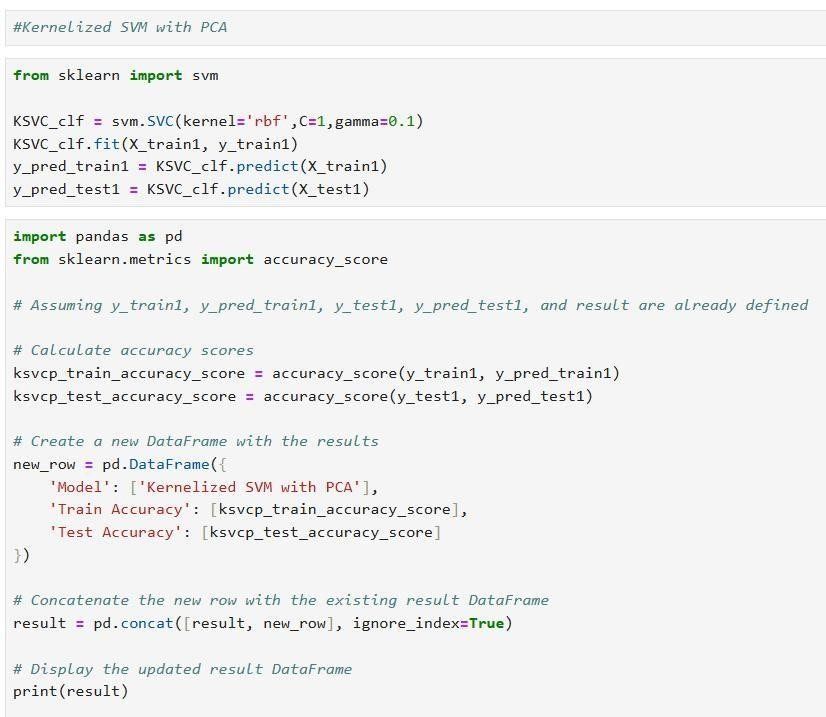 #Kernelized SVM with PCA
from sklearn import svm
KSVC_clf = svm.SVC(kernel='rbf',C=1,gamma=0.1)
KSVC_clf.fit(X_train1, y_train1)
y_pred_train1 = KSVC_clf.predict(X_train1)
y_pred_test1 = KSVC_clf.predict(X_test1)
import pandas as pd
from sklearn.metrics import accuracy_score
# Assuming y_train1, y_pred_train1, y_test1, y_pred_test1, and result are already defined
# Calculate accuracy scores
ksvcp_train_accuracy_score = accuracy_score(y_train1, y_pred_train1)
ksvcp_test_accuracy_score = accuracy_score(y_test1, y_pred_test1)
# Create a new DataFrame with the results
new_row = pd.DataFrame({
    'Model': ['Kernelized SVM with PCA'],
    'Train Accuracy': [ksvcp_train_accuracy_score],
    'Test Accuracy': [ksvcp_test_accuracy_score]
})
# Concatenate the new row with the existing result DataFrame
result = pd.concat([result, new_row], ignore_index=True)
# Display the updated result DataFrame
print(result)